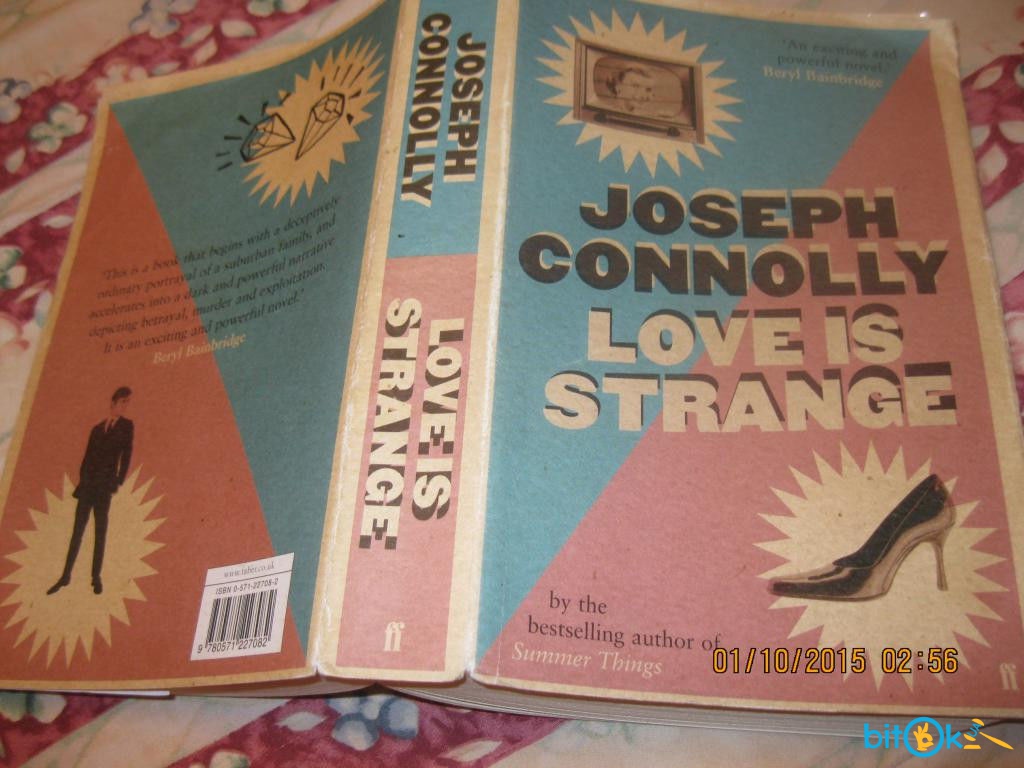 'This is a book that begins with a deceptively
ordinary portrayal of a suburban family, and
accelerates into a dark and powerful narrative
depicting betrayal, murder and exploitation.
It is an exciting and powerful novel.'
Beryl Bainbridge
www.faber.co.uk
ISBN 0-571-22708-2
9 780571 227082
JOSEPH
CONNOLLY
LOVE IS
STRANGE
ff
'An exciting and
powerful novel.'
Beryl Bainbridge
JOSEPH
CONNOLLY
LOVE IS
STRANGE
by the
bestselling author of
Summer Things
ff
01/10/2015 02:56
bitOk